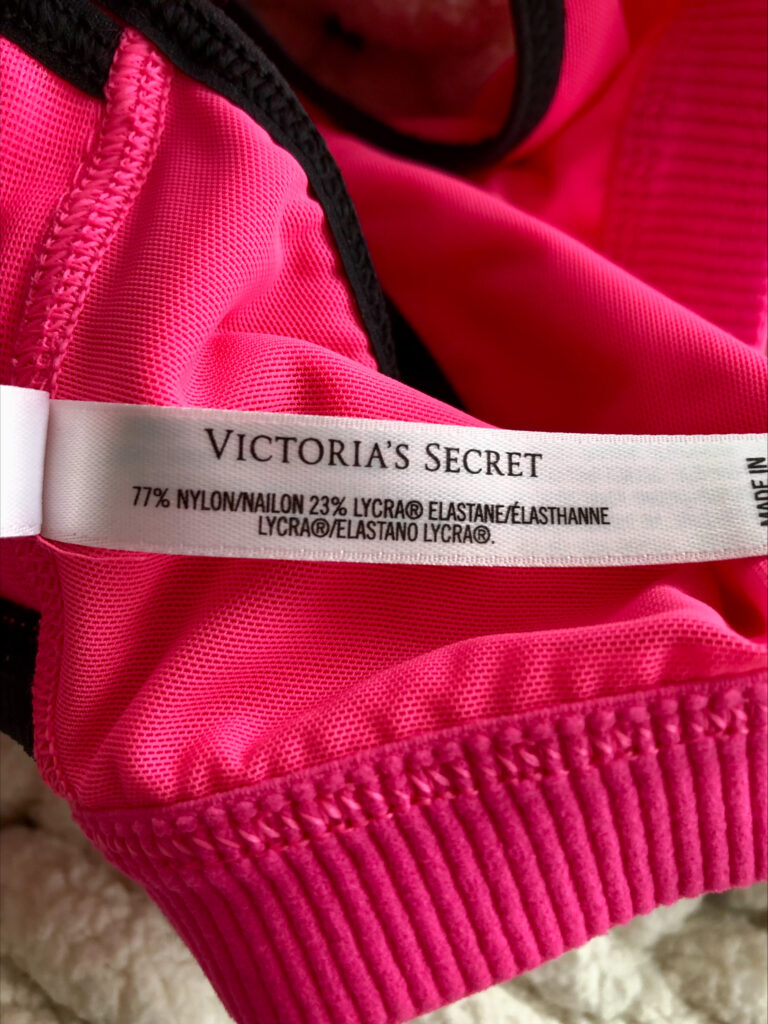 VICTORIA'S SECRET
77% NYLON/NAILON 23% LYCRA® ELASTANE/ÉLASTHANNE
LYCRA®/ELASTANO LYCRA®.
MADE IN